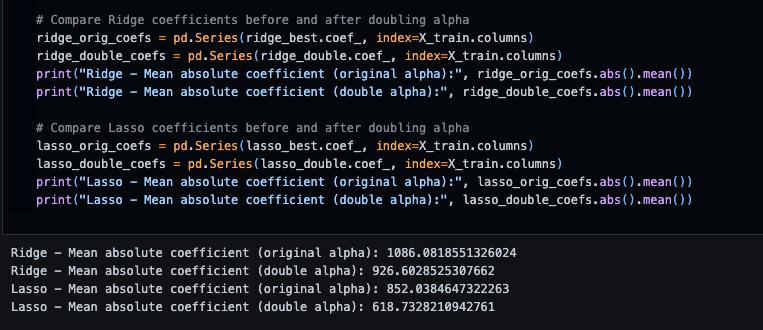 # Compare Ridge coefficients before and after doubling alpha
ridge_orig_coefs = pd.Series(ridge_best.coef_, index=X_train.columns)
ridge_double_coefs = pd.Series(ridge_double.coef_, index=X_train.columns)
print("Ridge – Mean absolute coefficient (original alpha):", ridge_orig_coefs.abs().mean())
print("Ridge – Mean absolute coefficient (double alpha):", ridge_double_coefs.abs().mean())
# Compare Lasso coefficients before and after doubling alpha
lasso_orig_coefs = pd.Series(lasso_best.coef_, index=X_train.columns)
lasso_double_coefs = pd.Series(lasso_double.coef_, index=X_train.columns)
print("Lasso – Mean absolute coefficient (original alpha):", lasso_orig_coefs.abs().mean())
print("Lasso – Mean absolute coefficient (double alpha):", lasso_double_coefs.abs().mean())
Ridge – Mean absolute coefficient (original alpha): 1086.0818551326024
Ridge – Mean absolute coefficient (double alpha): 926.6028525307662
Lasso – Mean absolute coefficient (original alpha): 852.0384647322263
Lasso – Mean absolute coefficient (double alpha): 618.7328210942761